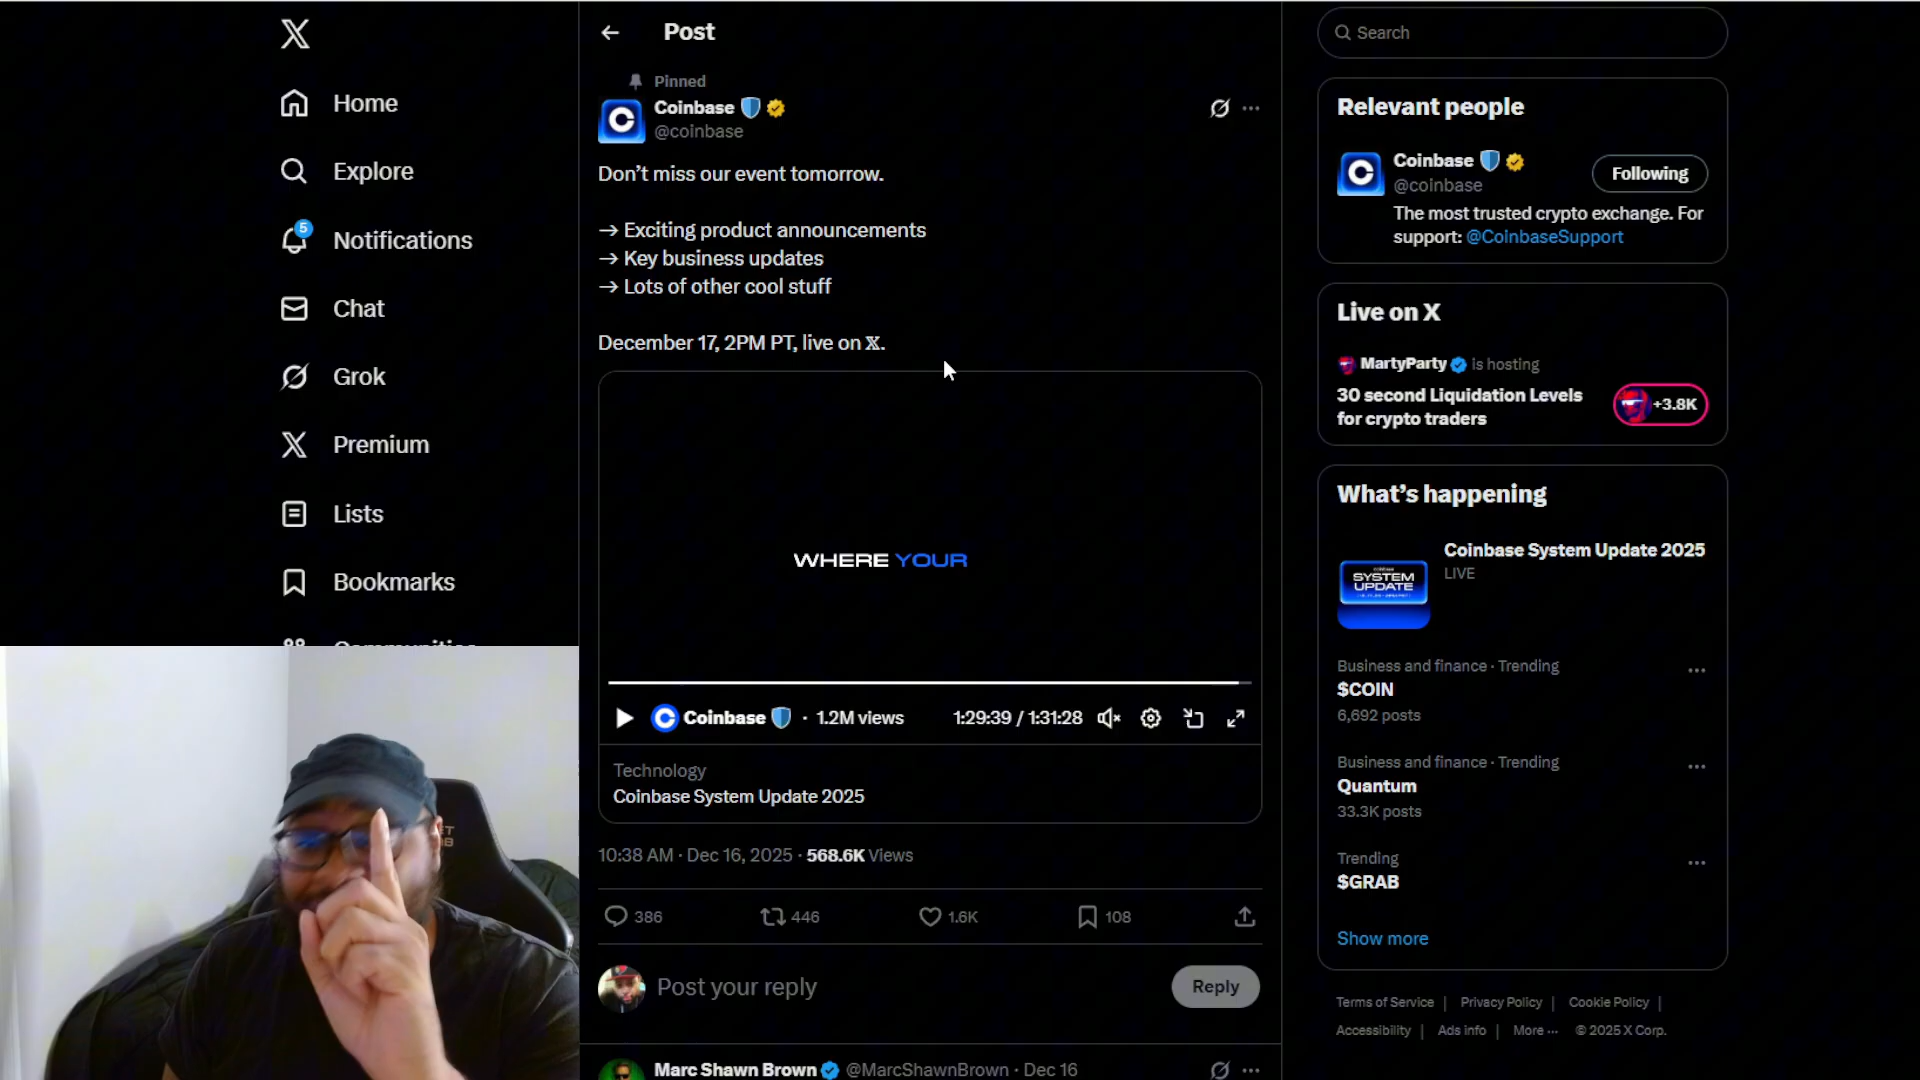 Home
Explore
5
Notifications
Chat
Grok
Premium
Lists
Bookmarks
Post
Pinned
Coinbase
@coinbase
Don’t miss our event tomorrow.
→ Exciting product announcements
→ Key business updates
→ Lots of other cool stuff
December 17, 2PM PT, live on 𝕏.
WHERE YOUR
Coinbase · 1.2M views 1:29:39 / 1:31:28
Technology
Coinbase System Update 2025
10:38 AM · Dec 16, 2025 · 568.6K Views
386 446 1.6K 108
Post your reply
Reply
Marc Shawn Brown @MarcShawnBrown · Dec 16
Search
Relevant people
Coinbase
@coinbase
Following
The most trusted crypto exchange. For
support: @CoinbaseSupport
Live on X
MartyParty is hosting
30 second Liquidation Levels
for crypto traders
+3.8K
What’s happening
Coinbase System Update 2025
LIVE
SYSTEM
UPDATE
Business and finance · Trending
$COIN
6,692 posts
Business and finance · Trending
Quantum
33.3K posts
Trending
$GRAB
Show more
Terms of Service | Privacy Policy | Cookie Policy |
Accessibility | Ads info | More ··· © 2025 X Corp.